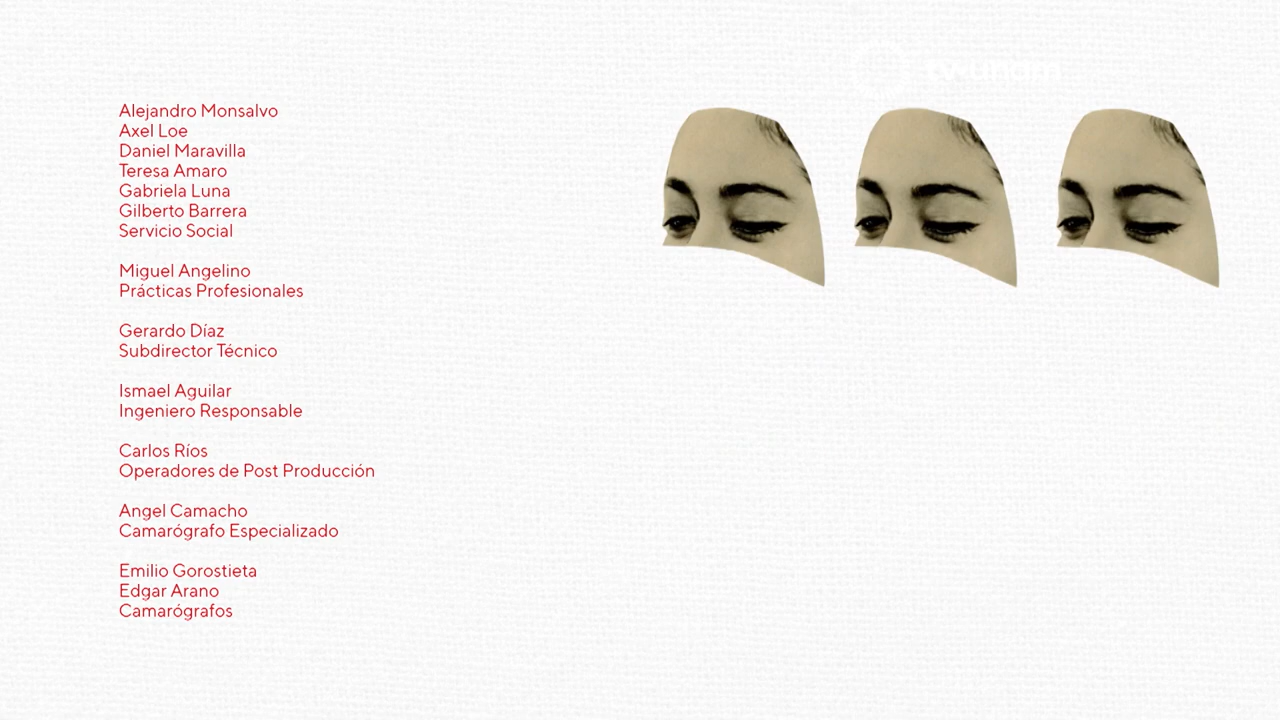 Alejandro Monsalvo
Axel Loe
Daniel Maravilla
Teresa Amaro
Gabriela Luna
Gilberto Barrera
Servicio Social
Miguel Angelino
Prácticas Profesionales
Gerardo Díaz
Subdirector Técnico
Ismael Aguilar
Ingeniero Responsable
Carlos Ríos
Operadores de Post Producción
Angel Camacho
Camarógrafo Especializado
Emilio Gorostieta
Edgar Arano
Camarógrafos